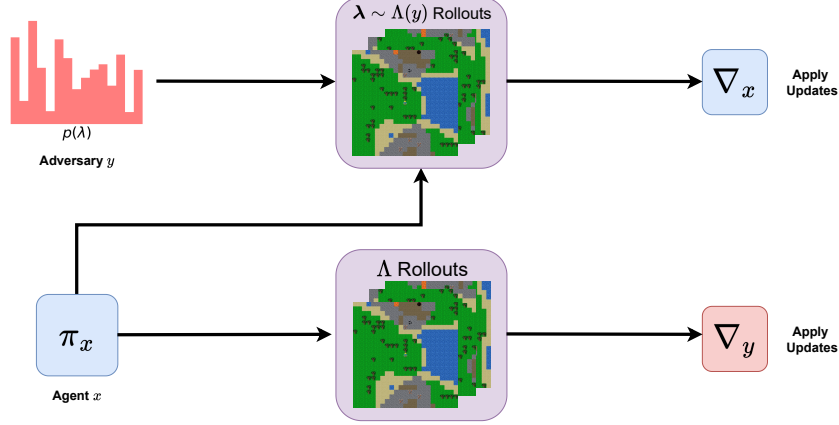 λ ∼ Λ(y) Rollouts
p(λ)
Adversary y
∇x
Apply
Updates
Λ Rollouts
πx
Agent x
∇y
Apply
Updates